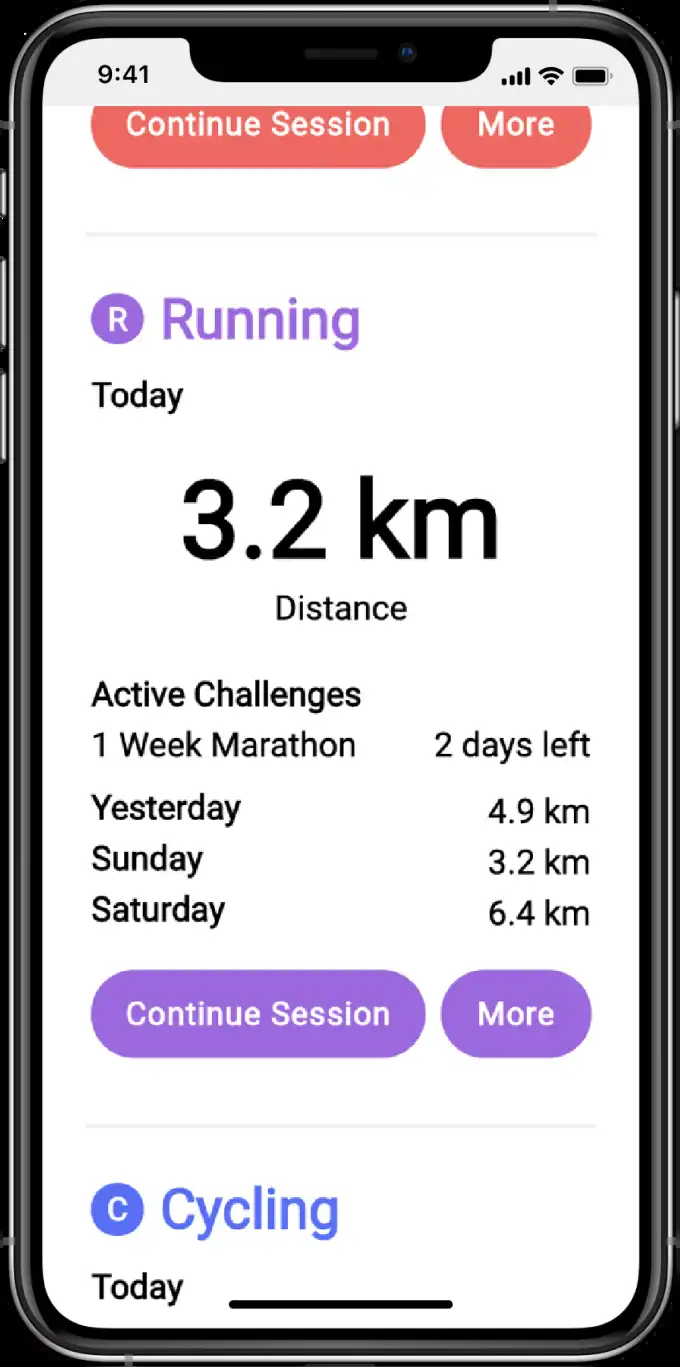 9:41
Continue Session More
R Running
Today
3.2 km
Distance
Active Challenges
1 Week Marathon 2 days left
Yesterday 4.9 km
Sunday 3.2 km
Saturday 6.4 km
Continue Session More
C Cycling
Today